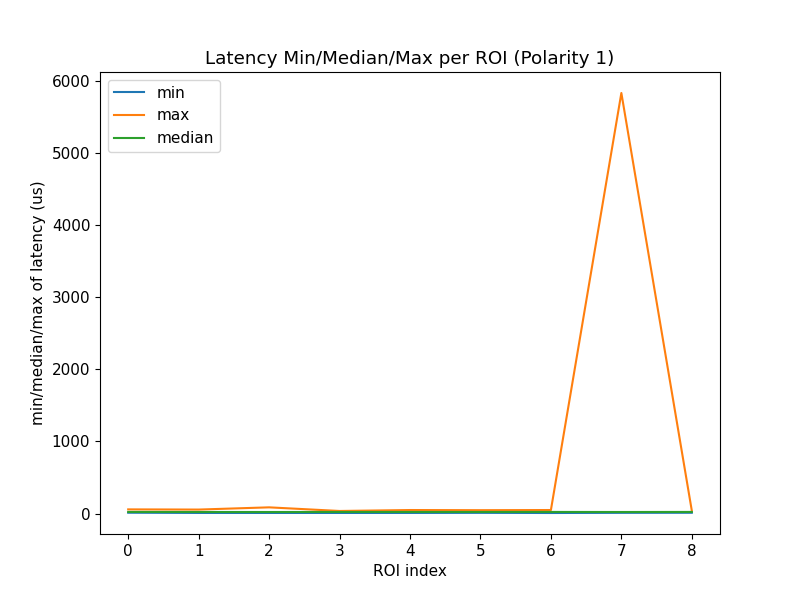 Latency Min/Median/Max per ROI (Polarity 1)
min
max
median
min/median/max of latency (us)
6000
5000
4000
3000
2000
1000
0
0 1 2 3 4 5 6 7 8
ROI index